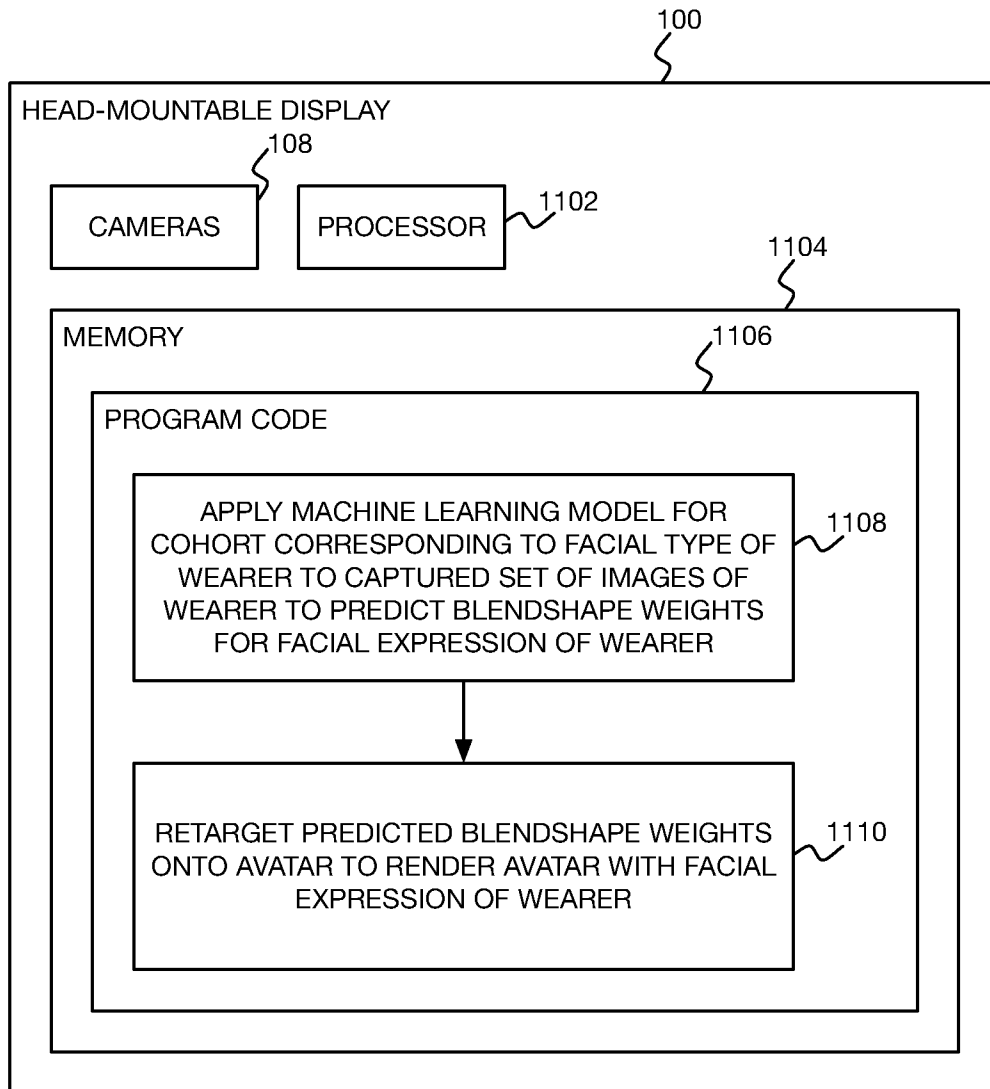 100
HEAD-MOUNTABLE DISPLAY
108
CAMERAS
PROCESSOR
1102
1104
MEMORY
1106
PROGRAM CODE
APPLY MACHINE LEARNING MODEL FOR
COHORT CORRESPONDING TO FACIAL TYPE OF
WEARER TO CAPTURED SET OF IMAGES OF
WEARER TO PREDICT BLENDSHAPE WEIGHTS
FOR FACIAL EXPRESSION OF WEARER
1108
RETARGET PREDICTED BLENDSHAPE WEIGHTS
ONTO AVATAR TO RENDER AVATAR WITH FACIAL
EXPRESSION OF WEARER
1110